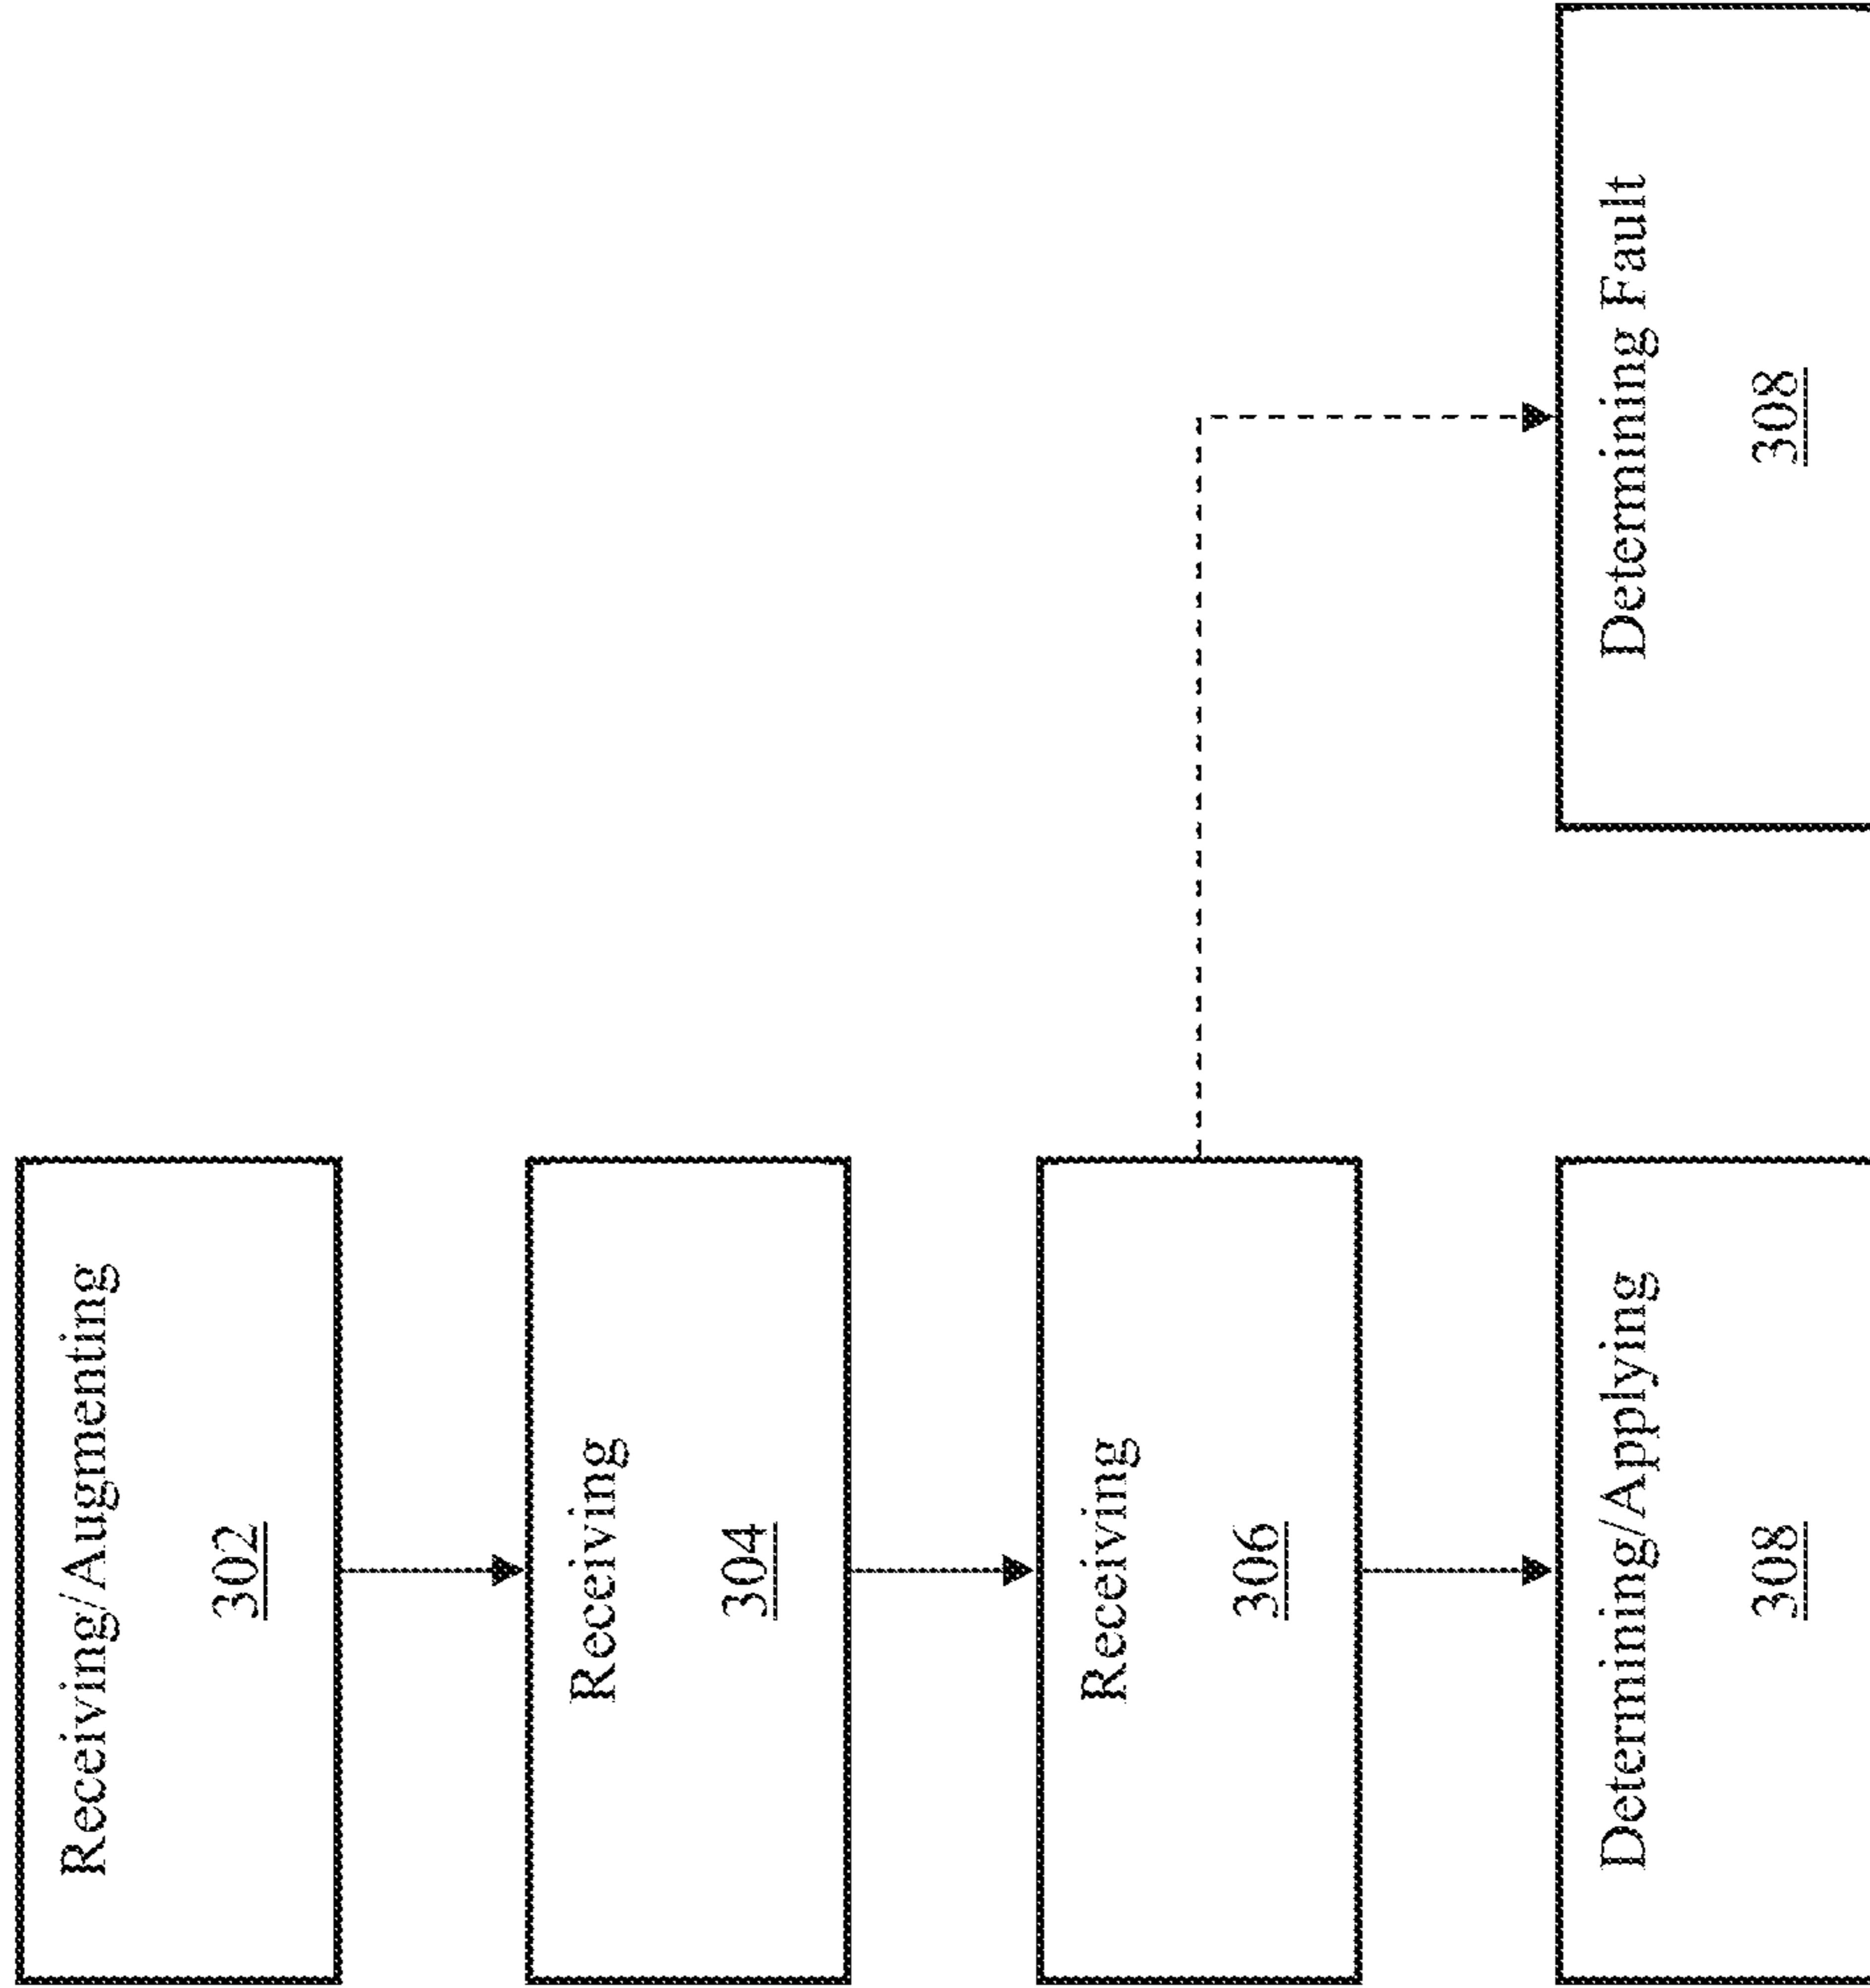 Receiving/Augmenting
302
Receiving
304
Receiving
306
Determining/Applying
308
Determining Fault
308